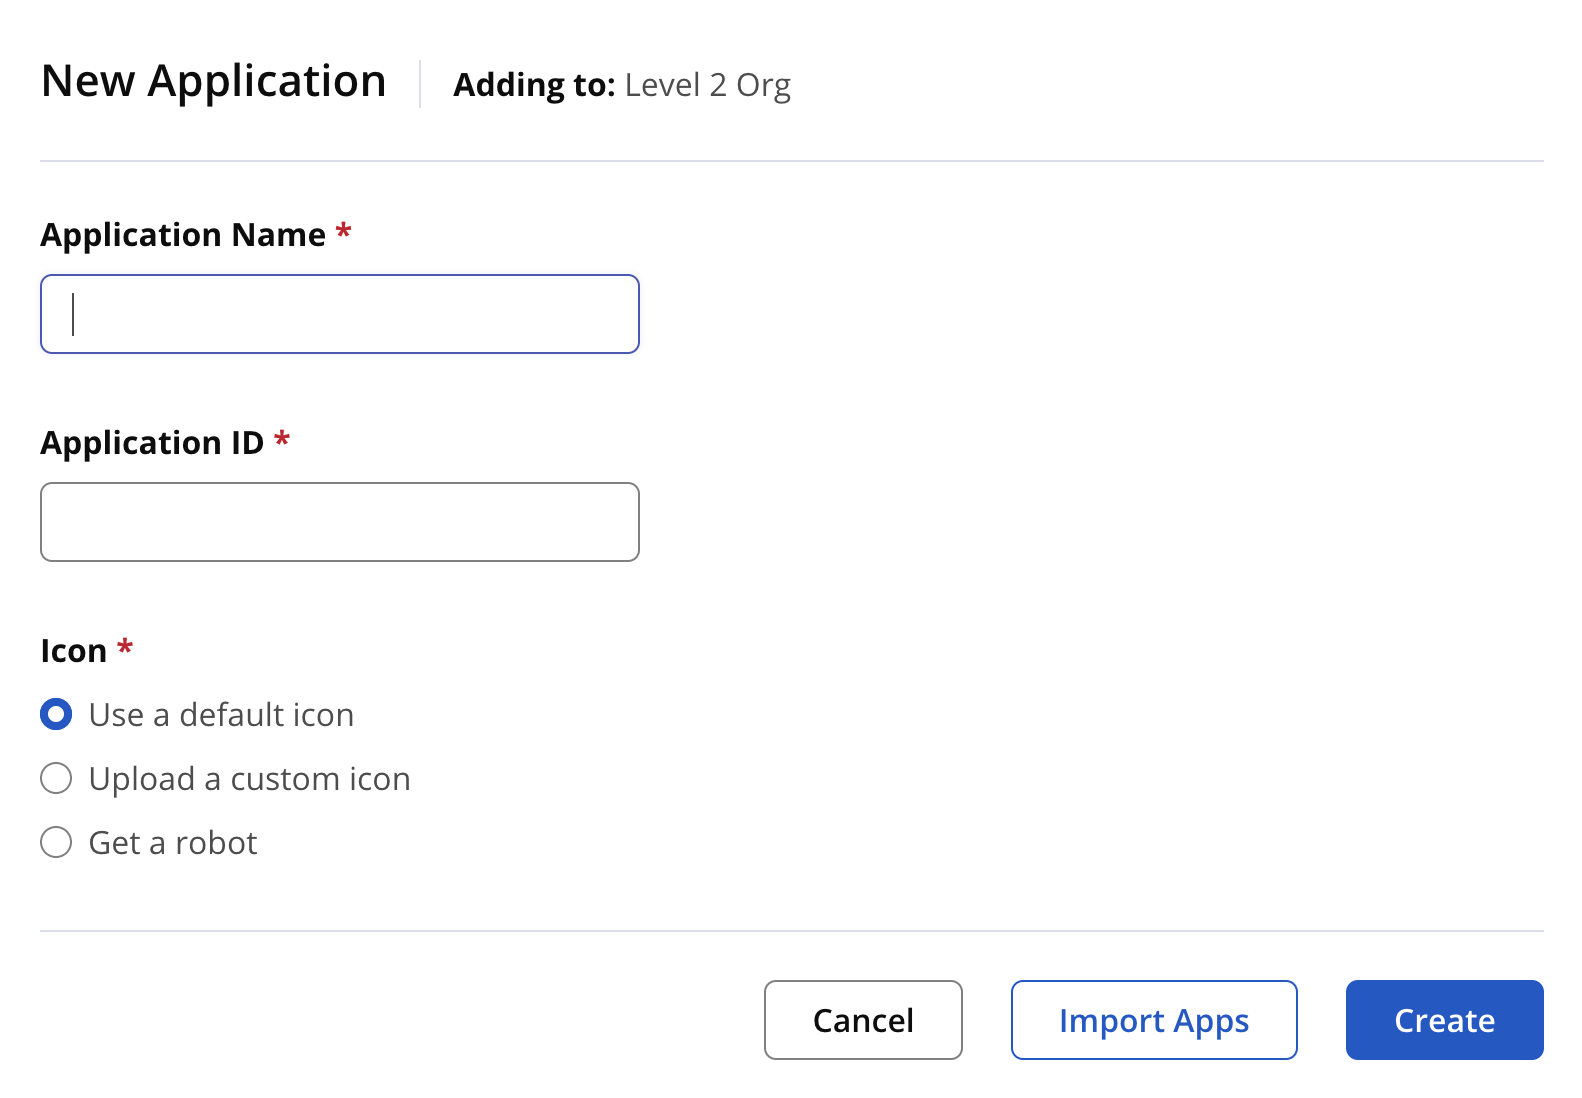 New Application
Adding to: Level 2 Org
Application Name *
Application ID *
Icon *
Use a default icon
Upload a custom icon
Get a robot
Cancel
Import Apps
Create